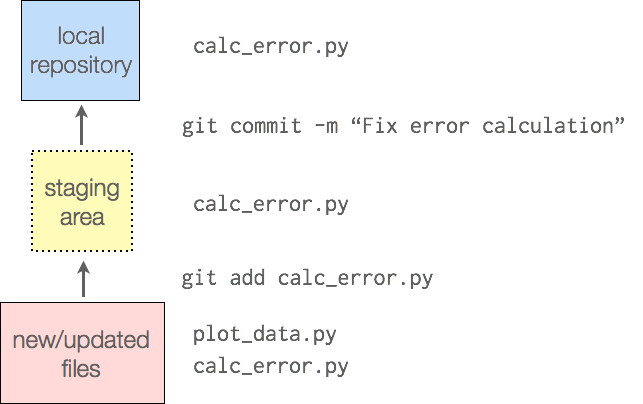 local
repository
calc_error.py
git commit -m “Fix error calculation”
staging
area
calc_error.py
git add calc_error.py
new/updated
files
plot_data.py
calc_error.py